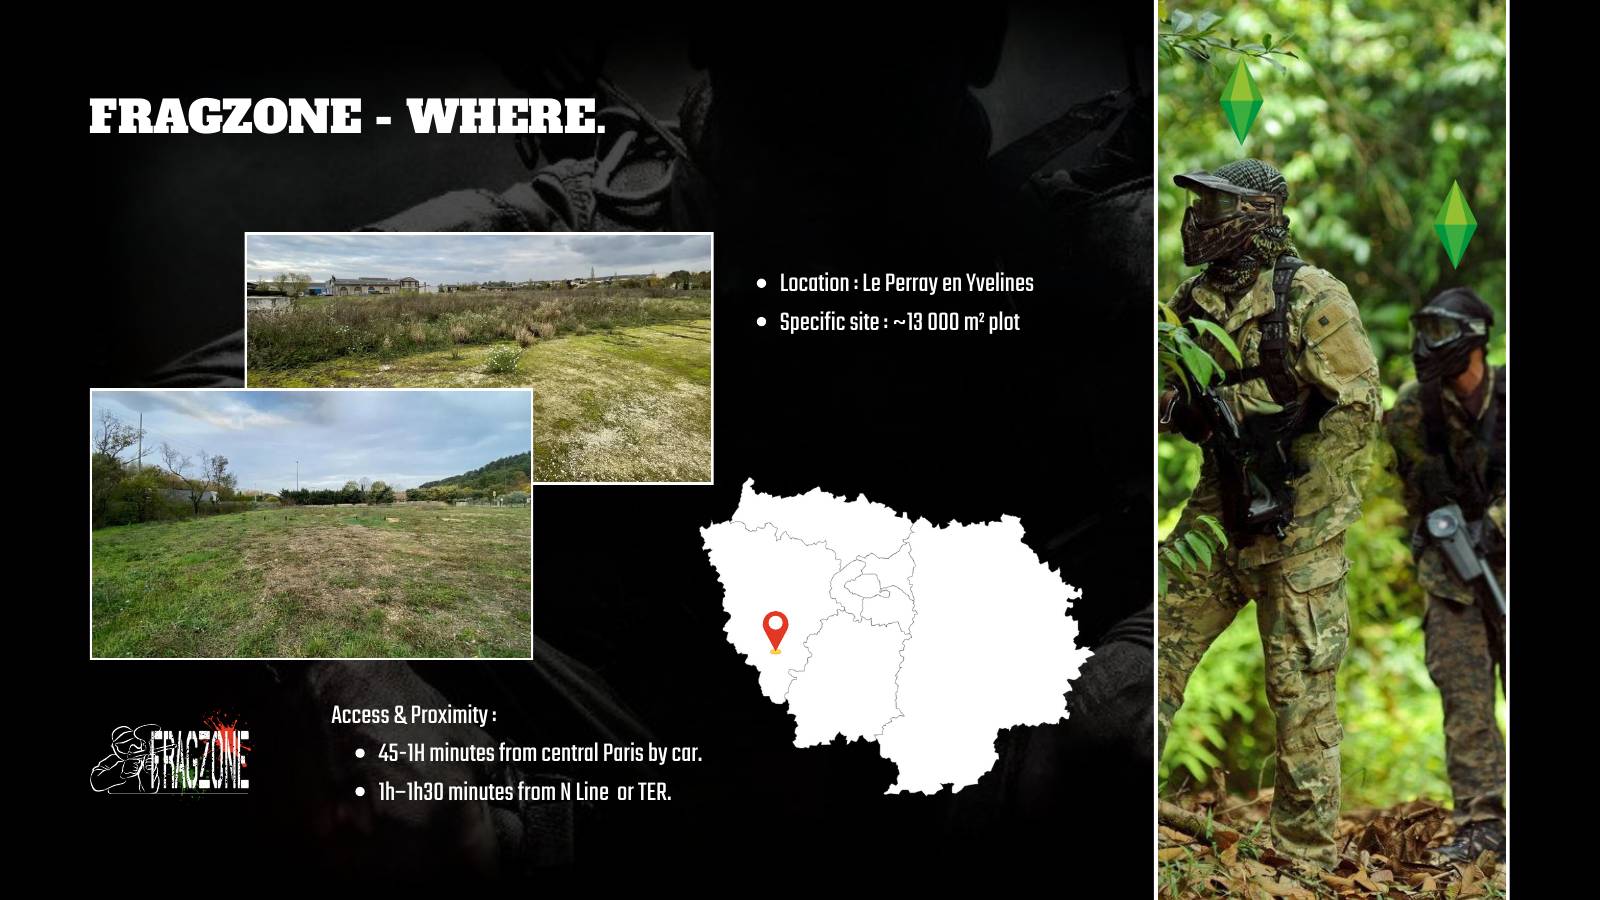 FRAGZONE - WHERE.
Location : Le Perray en Yvelines
Specific site : ~13 000 m² plot
FRAGZONE
Access & Proximity :
45-1H minutes from central Paris by car.
1h–1h30 minutes from N Line or TER.